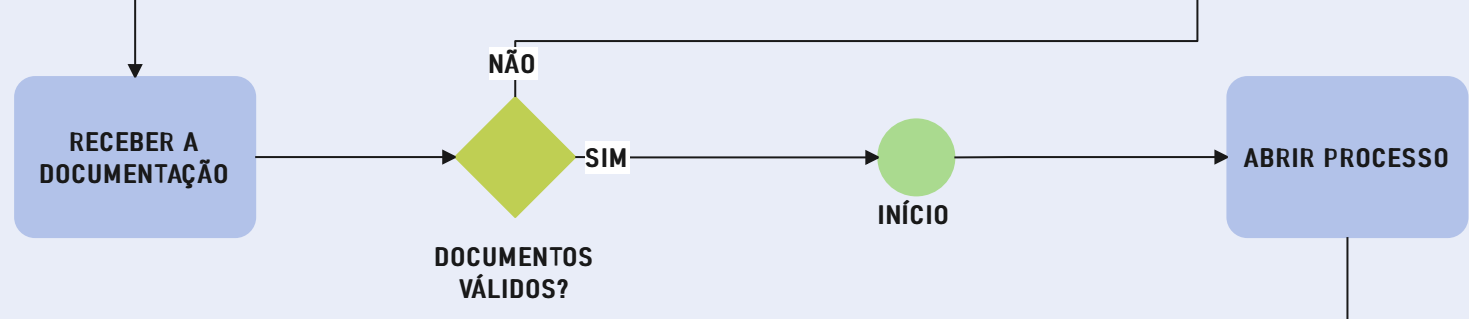 NÃO
RECEBER A
DOCUMENTAÇÃO
SIM
ABRIR PROCESSO
INÍCIO
DOCUMENTOS
VÁLIDOS?